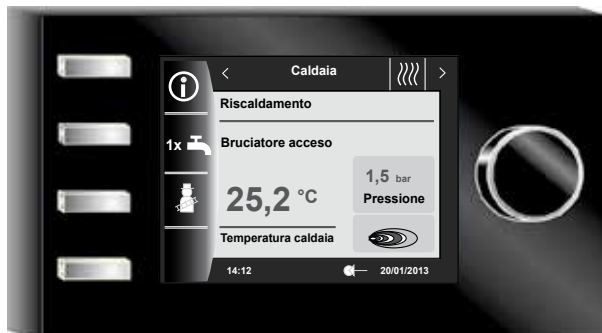 Caldaia
Riscaldamento
1x
Bruciatore acceso
25,2 °C
1,5 bar
Pressione
Temperatura caldaia
14:12
20/01/2013